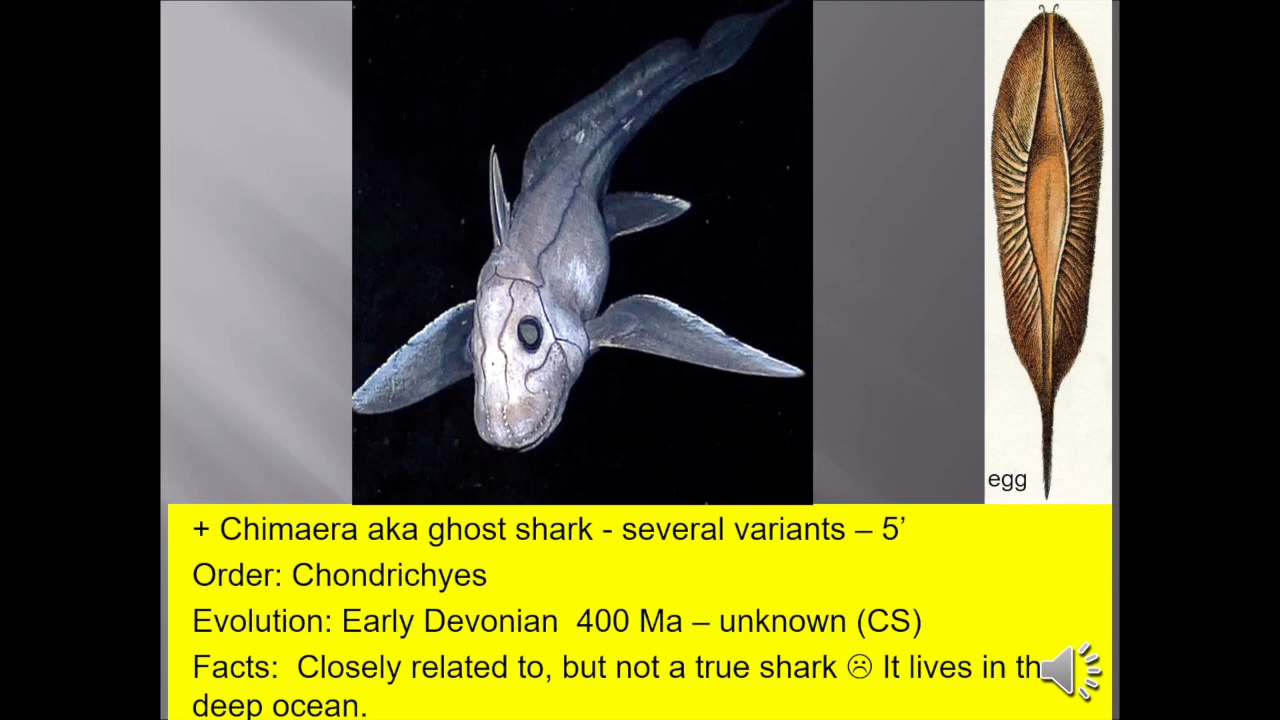 egg
+ Chimaera aka ghost shark - several variants – 5’
Order: Chondrichyes
Evolution: Early Devonian  400 Ma – unknown (CS)
Facts:  Closely related to, but not a true shark ☹ It lives in th
deep ocean.